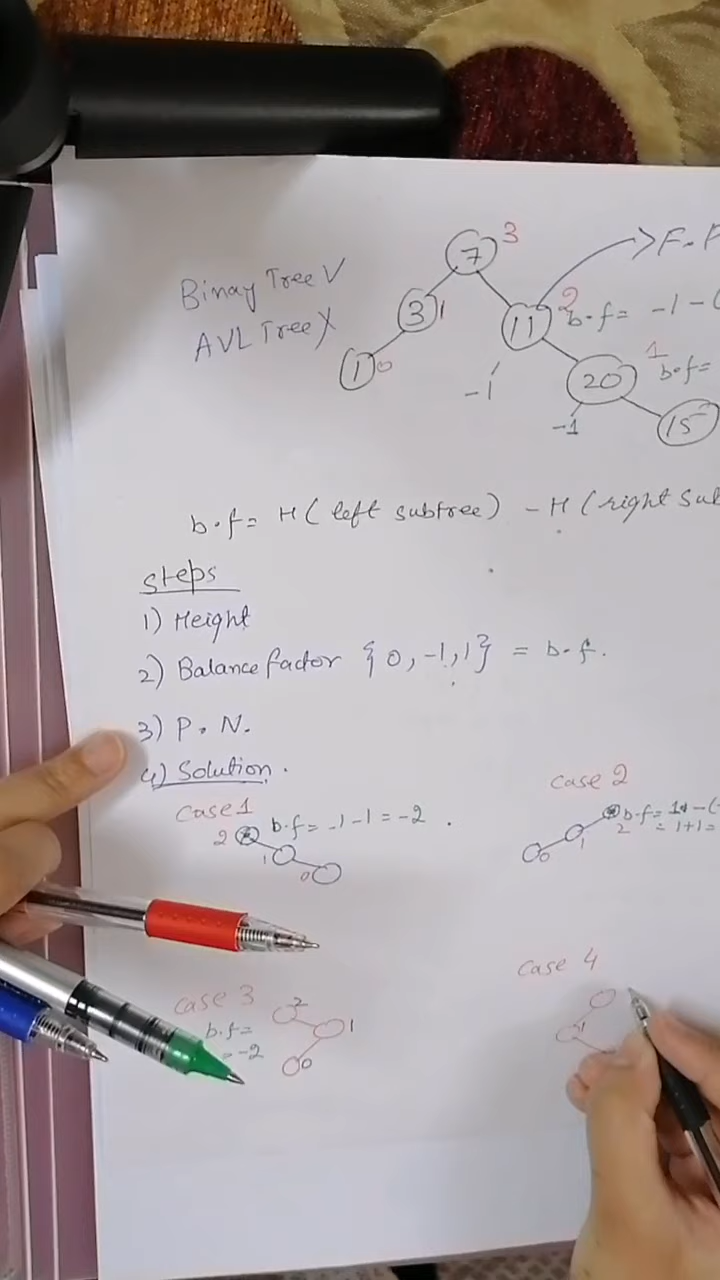 7 3
Binay Tree √
AVL Tree X
3 1
11 2 b.f = -1 -(
1 0
-1
20 1 b.f =
-1
15
b.f = H ( left subtree ) - H ( right sub
Steps
1) Height
2) Balance factor { 0 , -1 , 1 } = b.f.
3) P. N.
4) Solution .
Case 1
2 b.f = -1 -1 = -2 .
1
0
Case 2
b.f =
2 = 1+1 =
1
0
Case 3
2
b.f =
= -2
1
0
Case 4
1